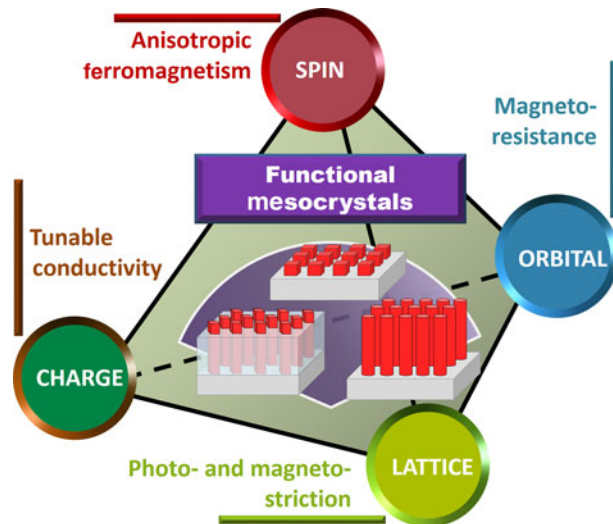 Anisotropic
ferromagnetism
SPIN
Magneto-
resistance
Functional
mesocrystals
Tunable
conductivity
ORBITAL
CHARGE
LATTICE
Photo- and magneto-
striction